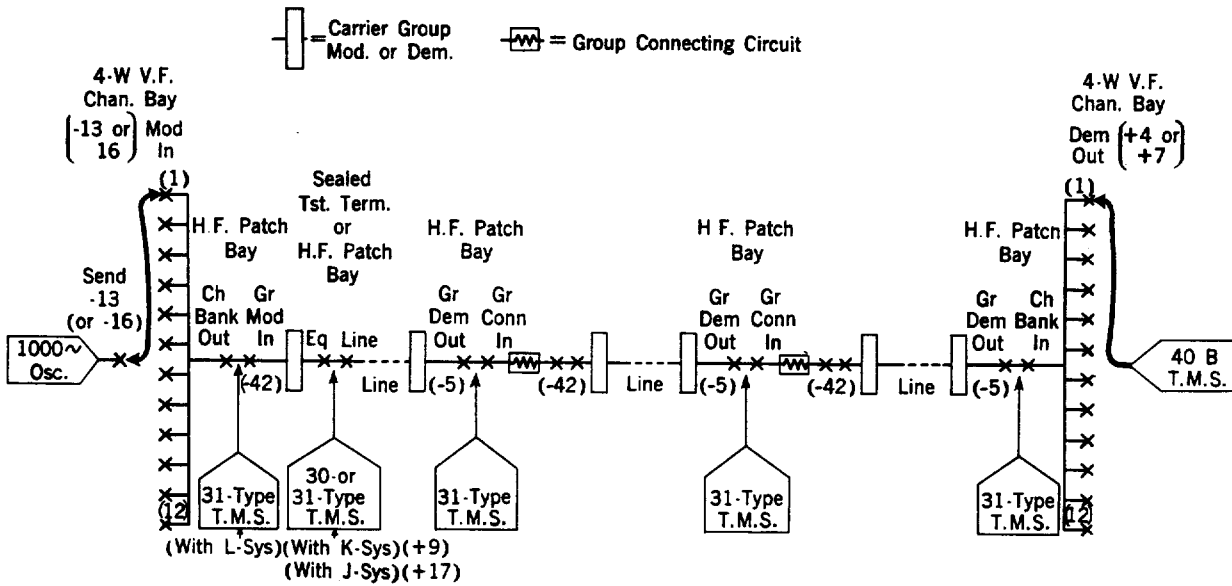 = Carrier Group
Mod. or Dem.
= Group Connecting Circuit
4-W V.F.
Chan. Bay
(-13 or 16) Mod
In
(1)
Send
-13
(or -16)
1000~
Osc.
(12)
H.F. Patch
Bay
Ch
Bank
Out
Gr
Mod
In
(-42)
Sealed
Tst. Term.
or
H.F. Patch
Bay
Eq Line
Line
H.F. Patch
Bay
Gr
Dem
Out
Gr
Conn
In
(-5)
(-42)
Line
H F. Patch
Bay
Gr
Dem
Out
Gr
Conn
In
(-5)
(-42)
Line
H.F. Patcn
Bay
Gr
Dem
Out
Ch
Bank
In
(-5)
4-W V.F.
Chan. Bay
Dem
Out
(+4 or
+7)
(1)
40 B
T.M.S.
(12)
31-Type
T.M.S.
30-or
31-Type
T.M.S.
31-Type
T.M.S.
31-Type
T.M.S.
31-Type
T.M.S.
(With L-Sys)(With K-Sys)(+9)
(With J-Sys)(+17)